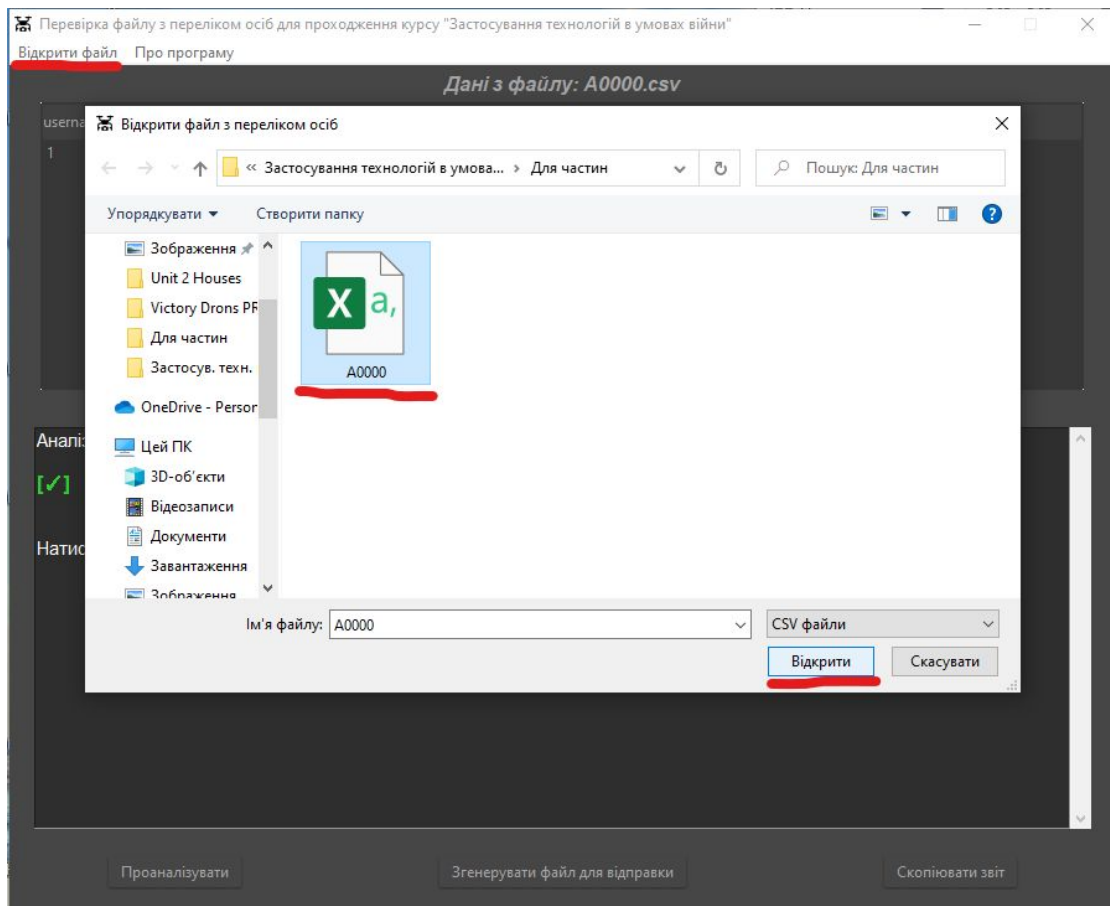 Перевірка файлу з переліком осіб для проходження курсу "Застосування технологій в умовах війни"
Відкрити файл Про програму
Дані з файлу: A0000.csv
userna
1
Відкрити файл з переліком осіб
« Застосування технологій в умова... › Для частин
Пошук: Для частин
Упорядкувати Створити папку
Зображення
Unit 2 Houses
Victory Drons PR
Для частин
Застосув. техн.
OneDrive - Person
Цей ПК
3D-об'єкти
Відеозаписи
Документи
Завантаження
Зображення
X a,
A0000
Аналіз
[✓]
Натис
Ім'я файлу: A0000 CSV файли
Відкрити Скасувати
Проаналізувати Згенерувати файл для відправки Скопіювати звіт